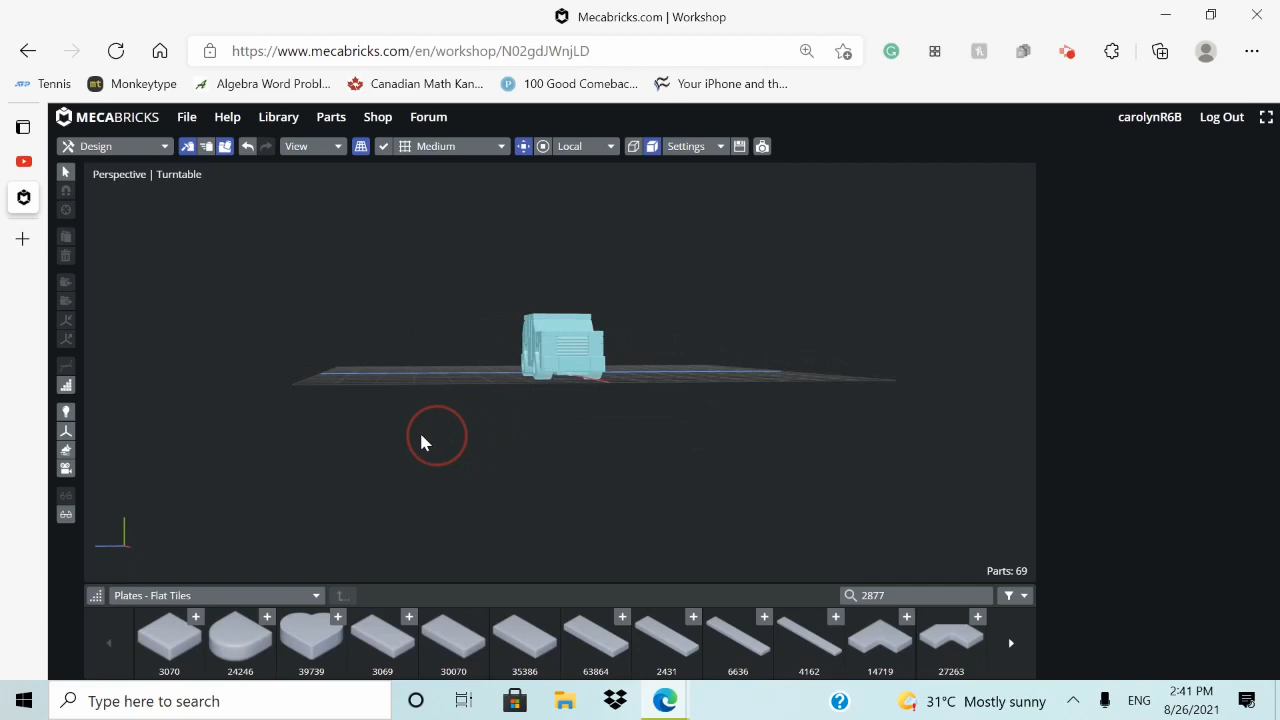 Mecabricks.com | Workshop
https://www.mecabricks.com/en/workshop/N02gdJWnjLD
Tennis
Monkeytype
Algebra Word Probl...
Canadian Math Kan...
100 Good Comebac...
Your iPhone and th...
MECABRICKS
File
Help
Library
Parts
Shop
Forum
carolynR6B
Log Out
Design
View
Medium
Local
Settings
Perspective | Turntable
Parts: 69
Plates - Flat Tiles
2877
3070
24246
39739
3069
30070
35386
63864
2431
6636
4162
14719
27263
Type here to search
31°C Mostly sunny
ENG
2:41 PM
8/26/2021